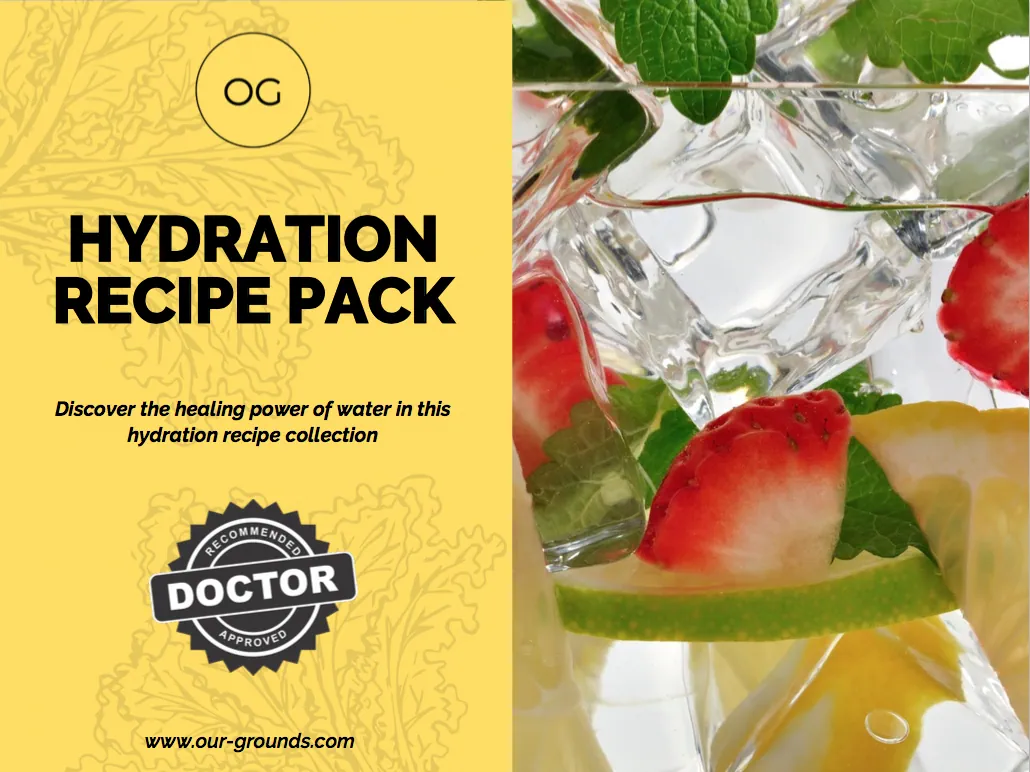 OG
HYDRATION
RECIPE PACK
Discover the healing power of water in this
hydration recipe collection
RECOMMENDED
DOCTOR
APPROVED
www.our-grounds.com